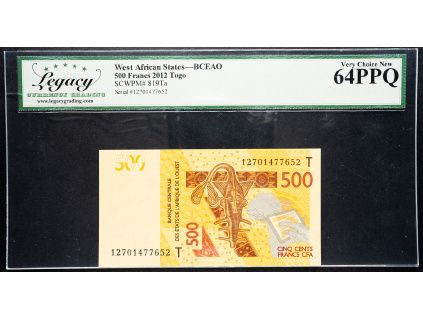 Legacy
CURRENCY GRADING
www.legacygrading.com
West African States—BCEAO
500 Francs 2012 Togo
SCWPM# 819Ta
Serial #12701477652
Very Choice New
64PPQ
500
12701477652 T
BANQUE CENTRALE
DES ETATS DE L'AFRIQUE DE L'OUEST
500
500
CINQ CENTS
FRANCS CFA
12701477652 T